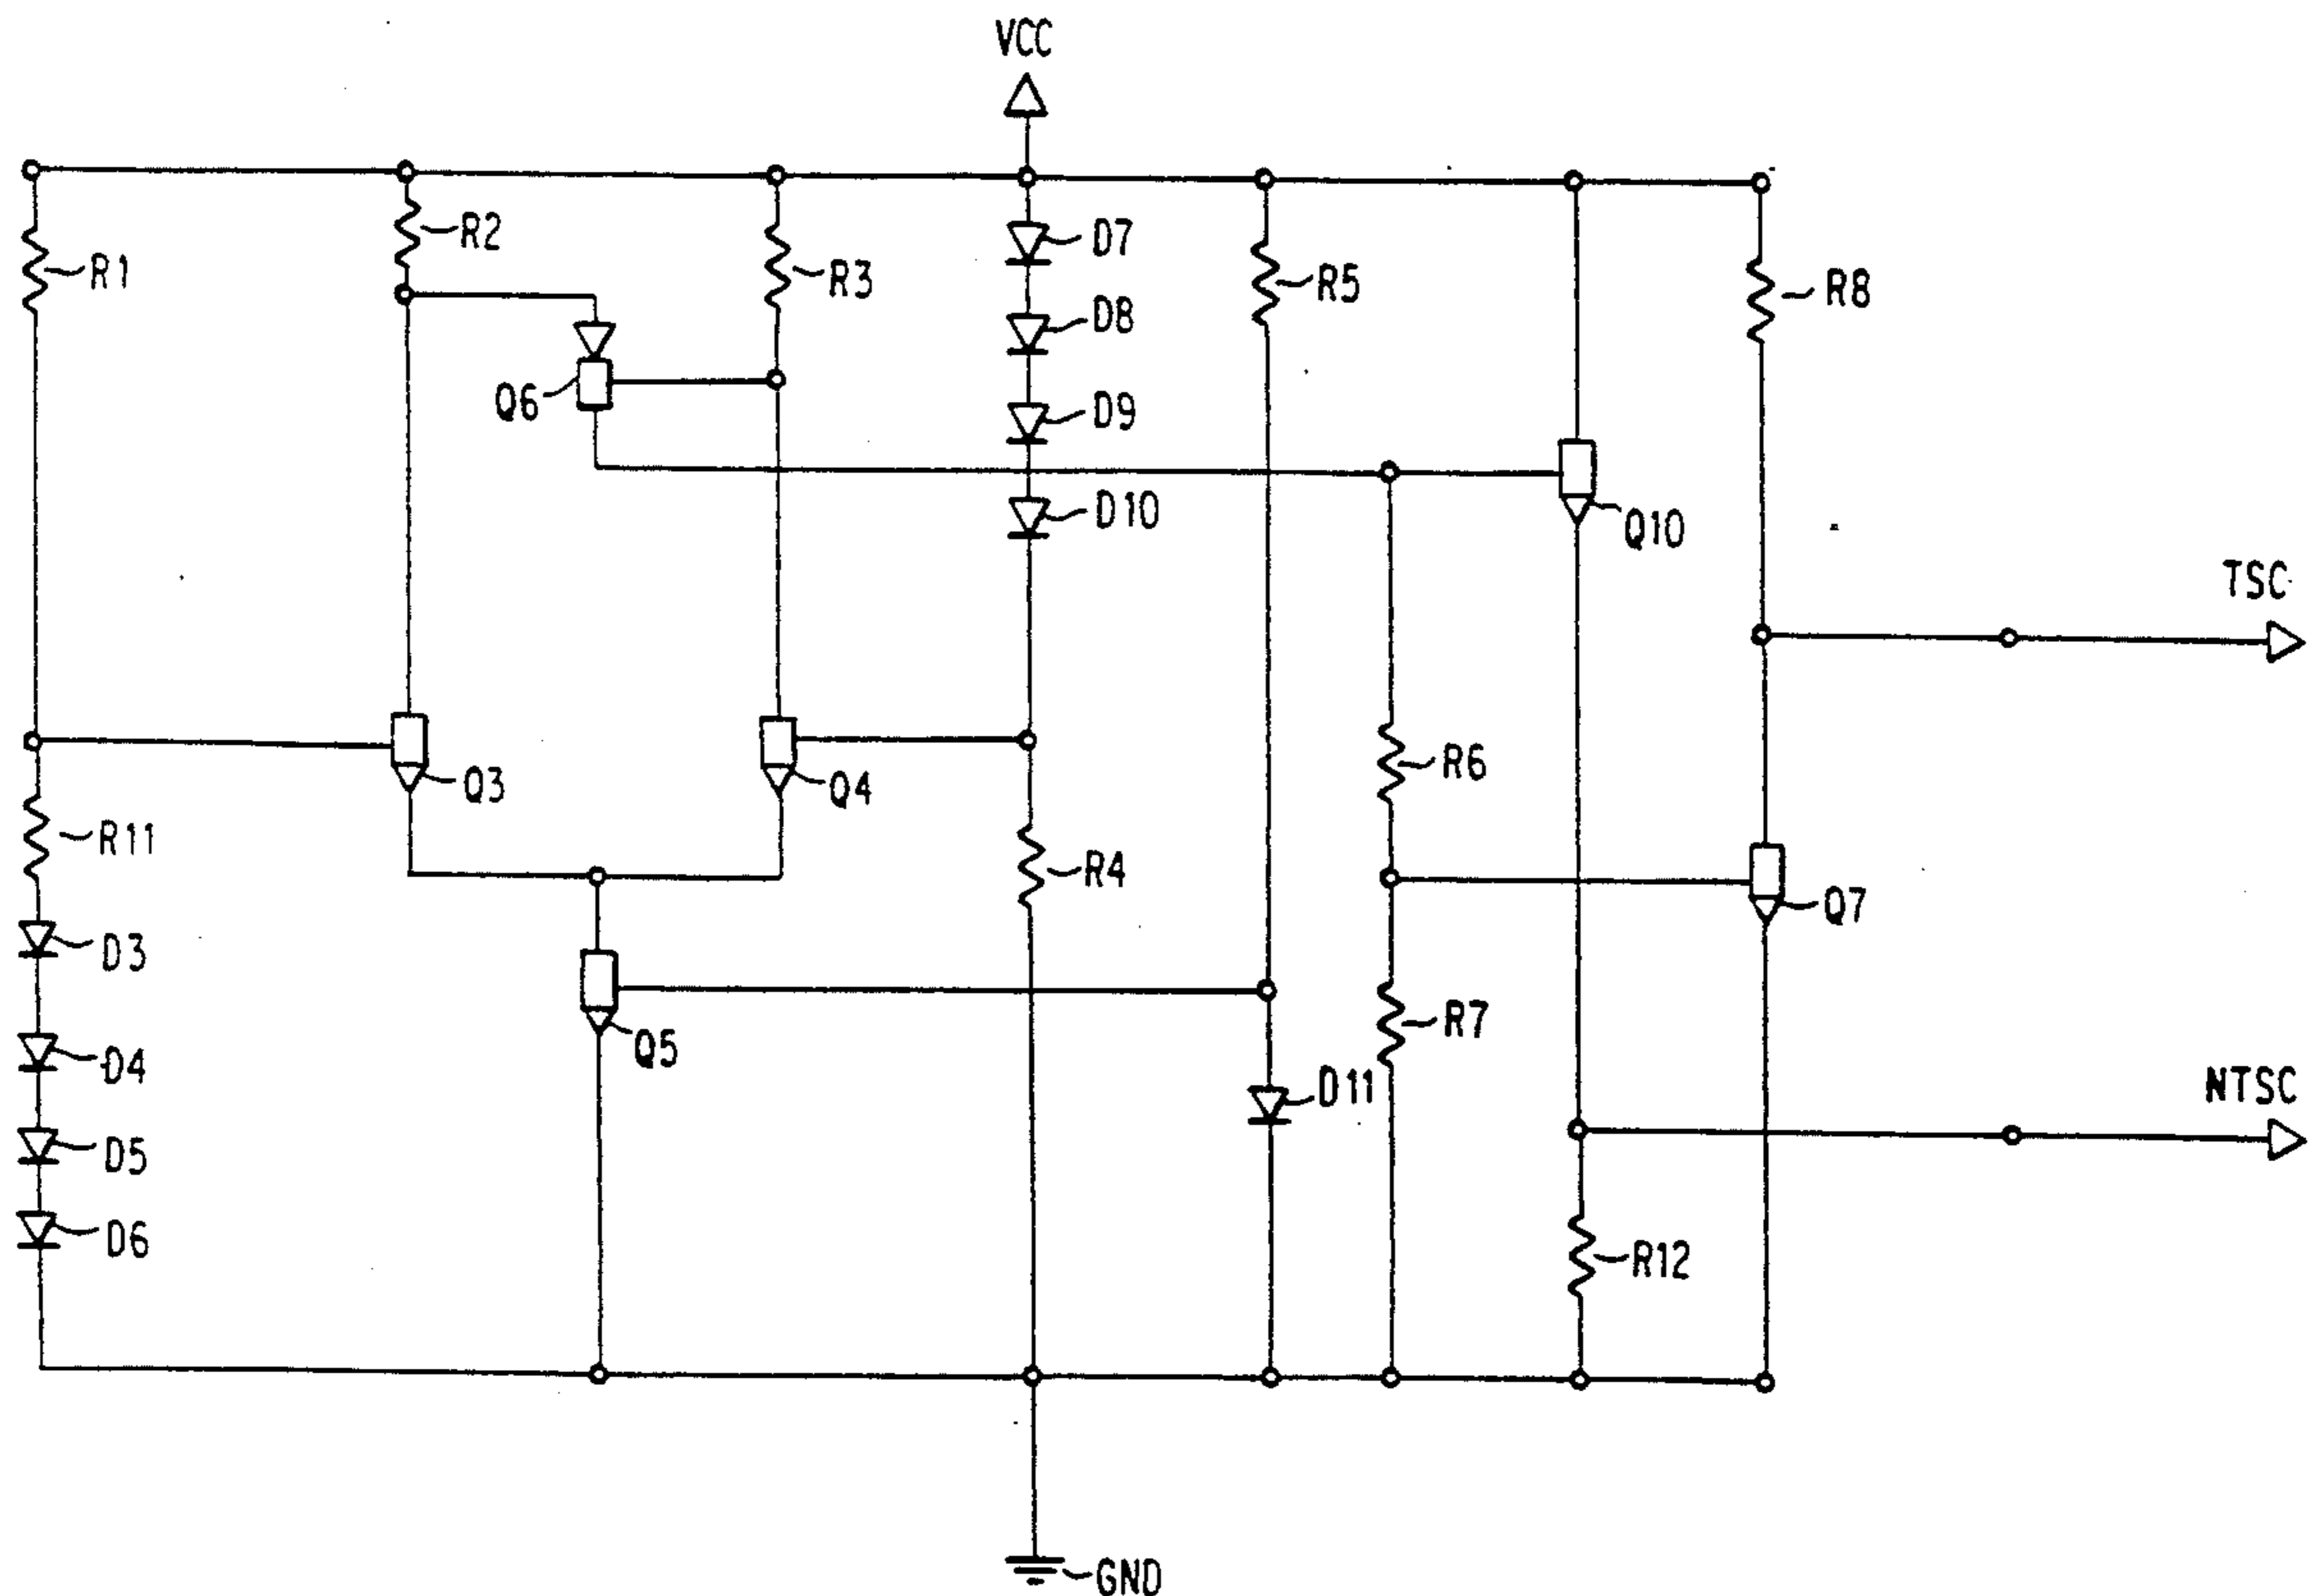 VCC
R1
R2
R3
D7
R5
R8
D8
Q6
D9
D10
Q10
TSC
Q3
Q4
R6
R11
R4
Q7
D3
Q5
R7
D4
D11
NTSC
D5
D6
R12
GND